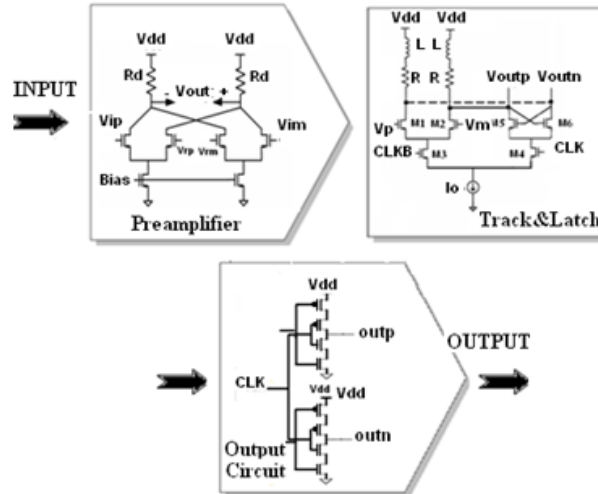 INPUT
Vdd Vdd
Rd Rd
- Vout +
Vip Vim
Vrp Vrm
Bias
Preamplifier
Vdd Vdd
L L
R R
Voutp Voutn
Vp M1 M2 Vm M5 M6
CLKB M3 M4 CLK
Io
Track&Latch
Vdd
outp
CLK
Vdd Vdd
outn
Output
Circuit
OUTPUT